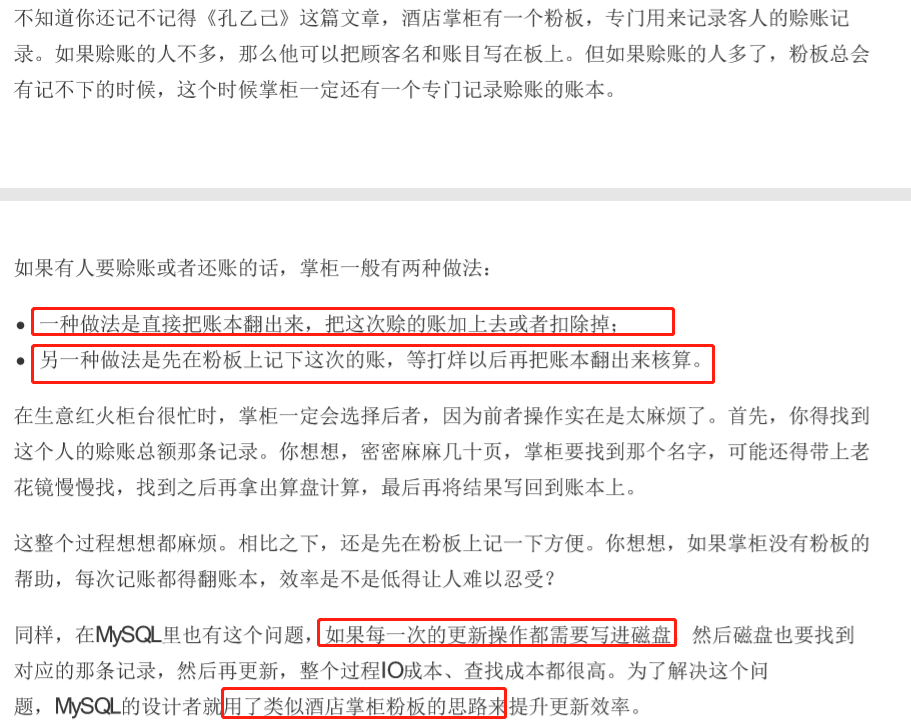 不知道你还记不记得《孔乙己》这篇文章，酒店掌柜有一个粉板，专门用来记录客人的赊账记
录。如果赊账的人不多，那么他可以把顾客名和账目写在板上。但如果赊账的人多了，粉板总会
有记不下的时候，这个时候掌柜一定还有一个专门记录赊账的账本。
如果有人要赊账或者还账的话，掌柜一般有两种做法：
• 一种做法是直接把账本翻出来，把这次赊的账加上去或者扣除掉；
• 另一种做法是先在粉板上记下这次的账，等打烊以后再把账本翻出来核算。
在生意红火柜台很忙时，掌柜一定会选择后者，因为前者操作实在是太麻烦了。首先，你得找到
这个人的赊账总额那条记录。你想想，密密麻麻几十页，掌柜要找到那个名字，可能还得带上老
花镜慢慢找，找到之后再拿出算盘计算，最后再将结果写回到账本上。
这整个过程想想都麻烦。相比之下，还是先在粉板上记一下方便。你想想，如果掌柜没有粉板的
帮助，每次记账都得翻账本，效率是不是低得让人难以忍受？
同样，在MySQL里也有这个问题，如果每一次的更新操作都需要写进磁盘 然后磁盘也要找到
对应的那条记录，然后再更新，整个过程IO成本、查找成本都很高。为了解决这个问
题，MySQL的设计者就用了类似酒店掌柜粉板的思路来提升更新效率。